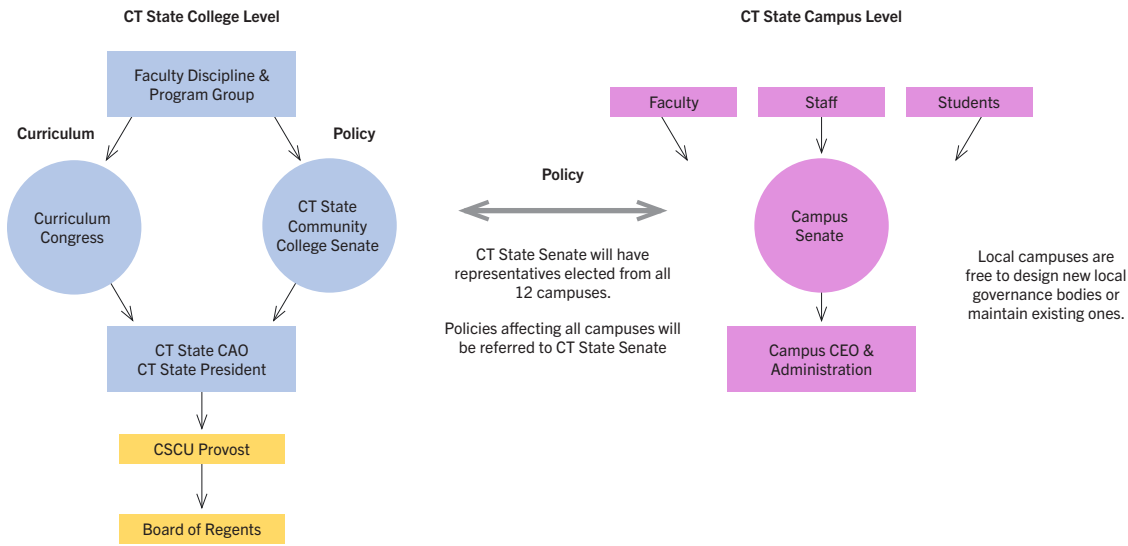 CT State College Level
Faculty Discipline &
Program Group
Curriculum
Policy
Curriculum
Congress
CT State
Community
College Senate
CT State CAO
CT State President
CSCU Provost
Board of Regents
Policy
CT State Senate will have
representatives elected from all
12 campuses.
Policies affecting all campuses will
be referred to CT State Senate
CT State Campus Level
Faculty
Staff
Students
Campus
Senate
Campus CEO &
Administration
Local campuses are
free to design new local
governance bodies or
maintain existing ones.